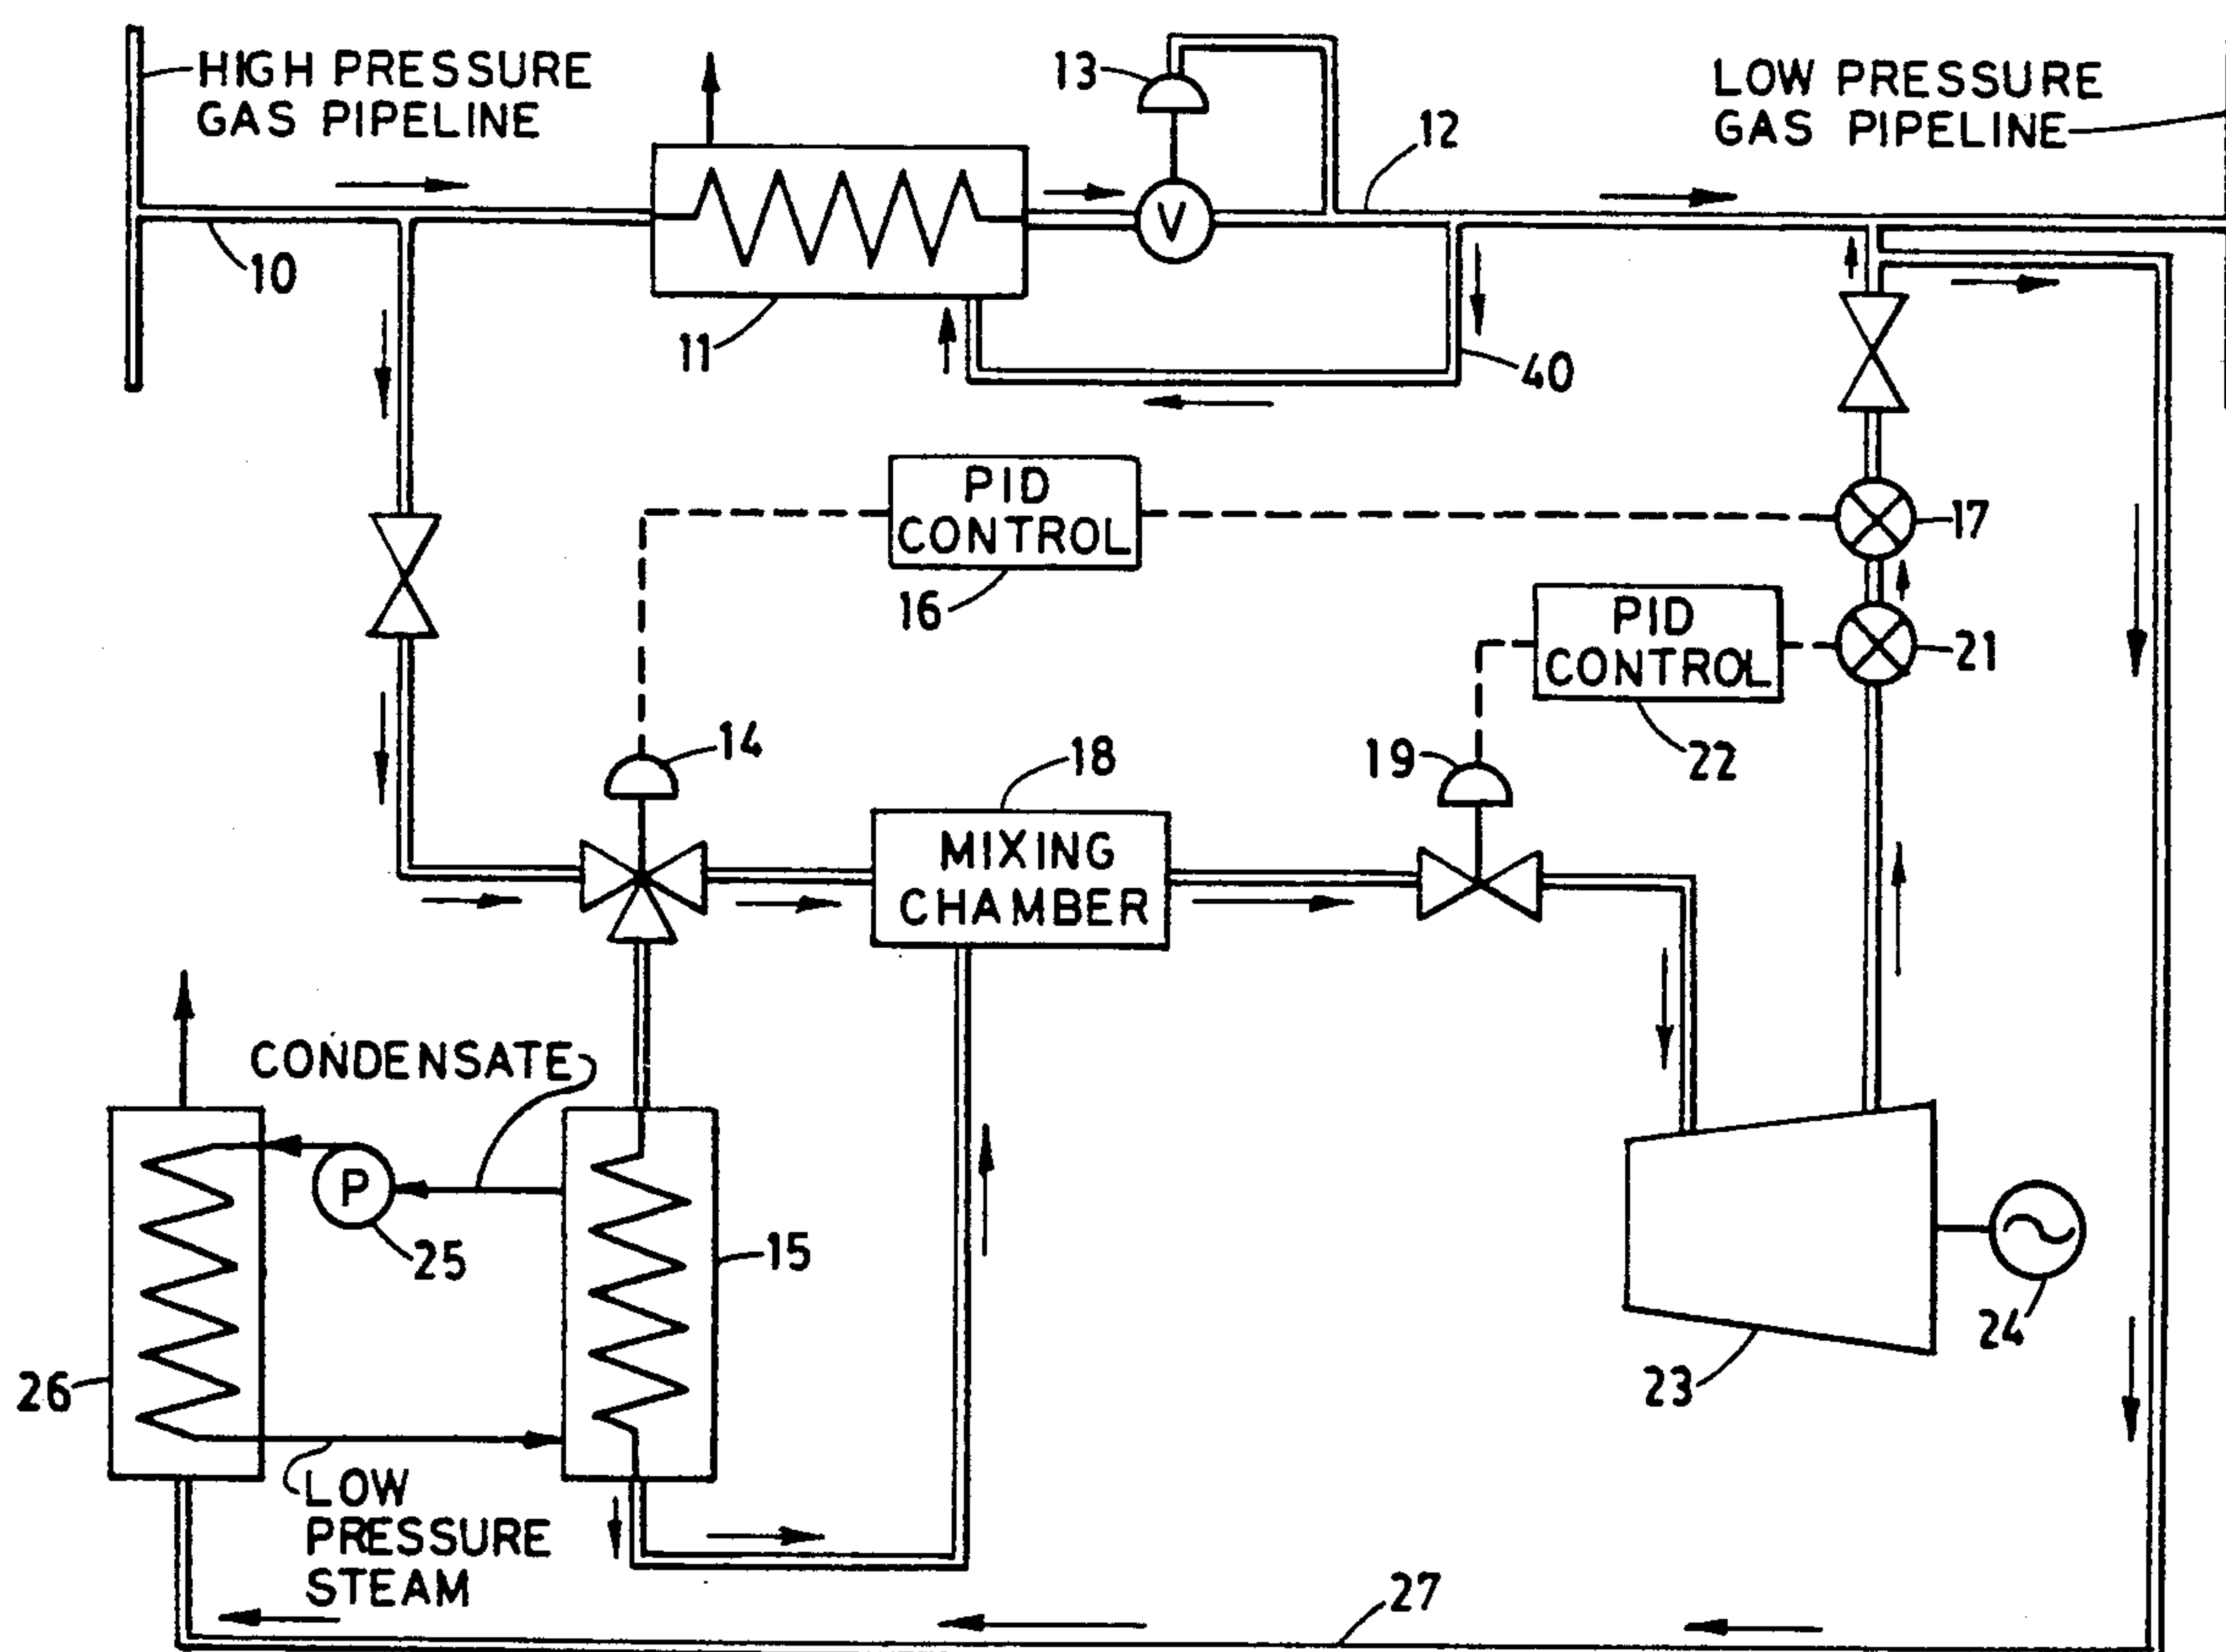 HIGH PRESSURE
GAS PIPELINE
13
LOW PRESSURE
GAS PIPELINE
12
V
10
11
40
PID
CONTROL
17
16
PID
CONTROL
21
14
18
19
22
MIXING
CHAMBER
CONDENSATE
P
25
15
24
26
23
LOW
PRESSURE
STEAM
27